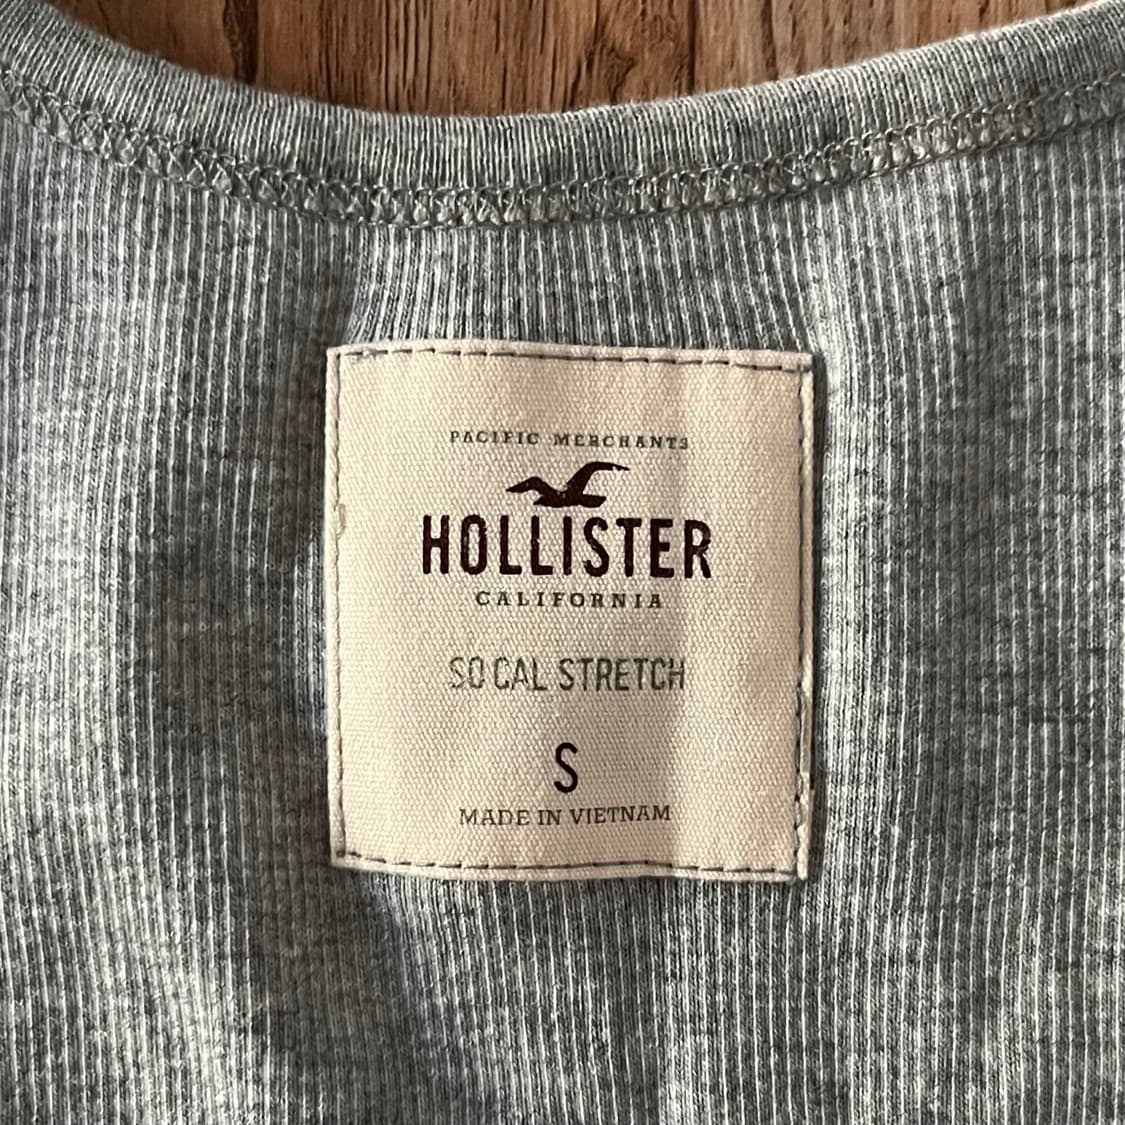 PACIFIC MERCHANTS
HOLLISTER
CALIFORNIA
SO CAL STRETCH
S
MADE IN VIETNAM